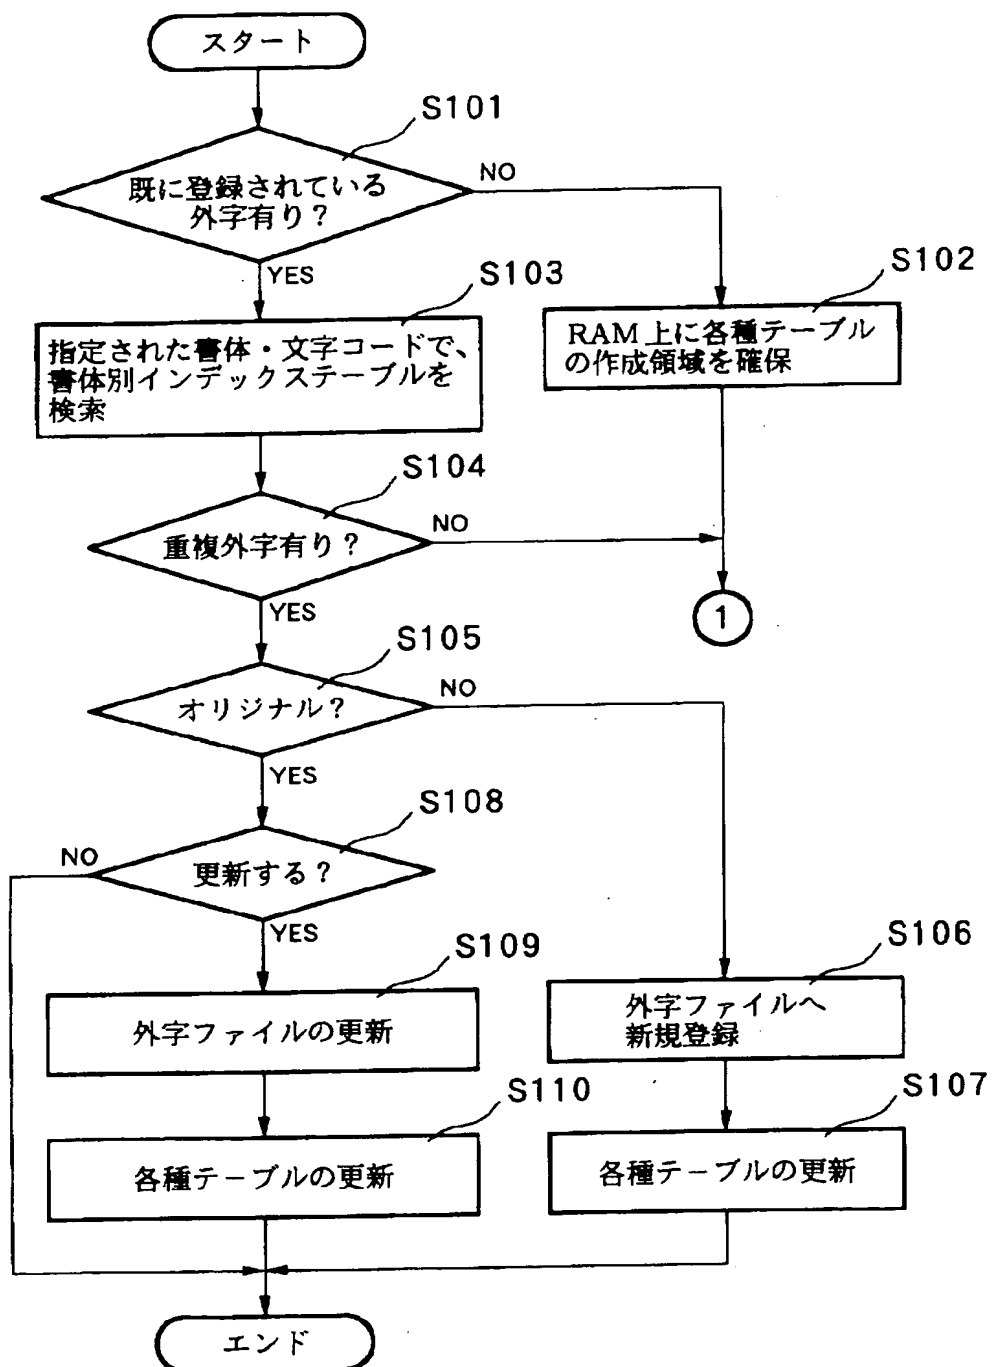 スタート
S101
既に登録されている
外字有り？
NO
YES
S102
RAM上に各種テーブル
の作成領域を確保
S103
指定された書体・文字コードで、
書体別インデックステーブルを
検索
S104
重複外字有り？
NO
YES
1
S105
オリジナル？
NO
YES
S108
更新する？
NO
YES
S109
外字ファイルの更新
S106
外字ファイルへ
新規登録
S110
各種テーブルの更新
S107
各種テーブルの更新
エンド